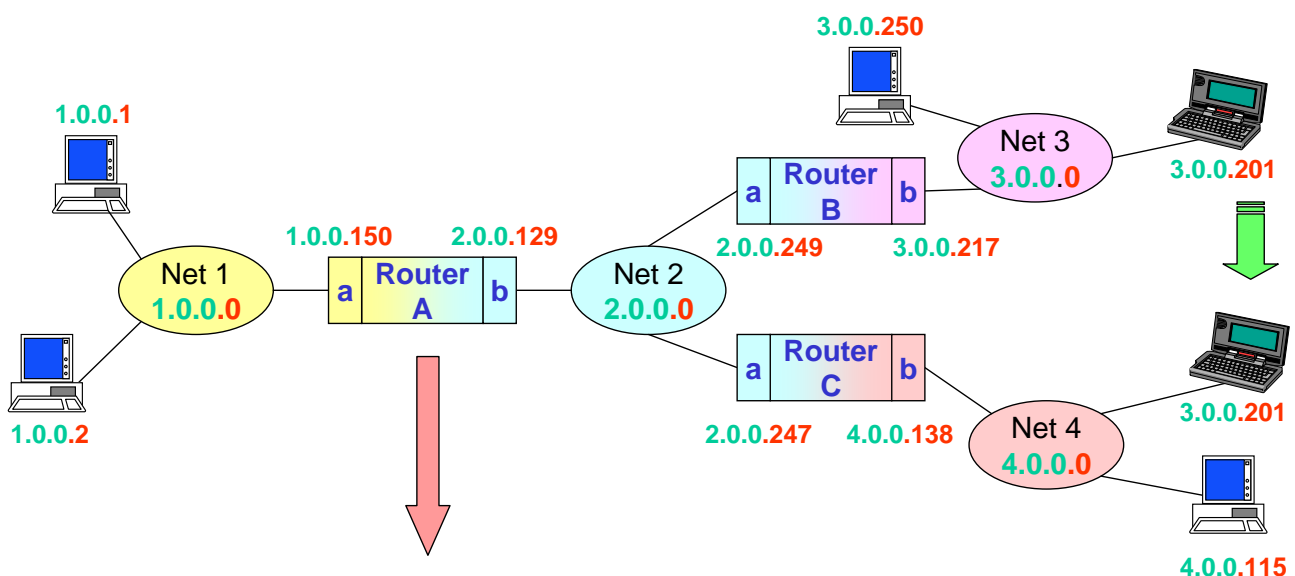 3.0.0.250
1.0.0.1
Net 3
3.0.0.0
3.0.0.201
a Router B b
1.0.0.150
2.0.0.129
2.0.0.249
3.0.0.217
Net 1
1.0.0.0
a Router A b
Net 2
2.0.0.0
a Router C b
1.0.0.2
2.0.0.247
4.0.0.138
3.0.0.201
Net 4
4.0.0.0
4.0.0.115